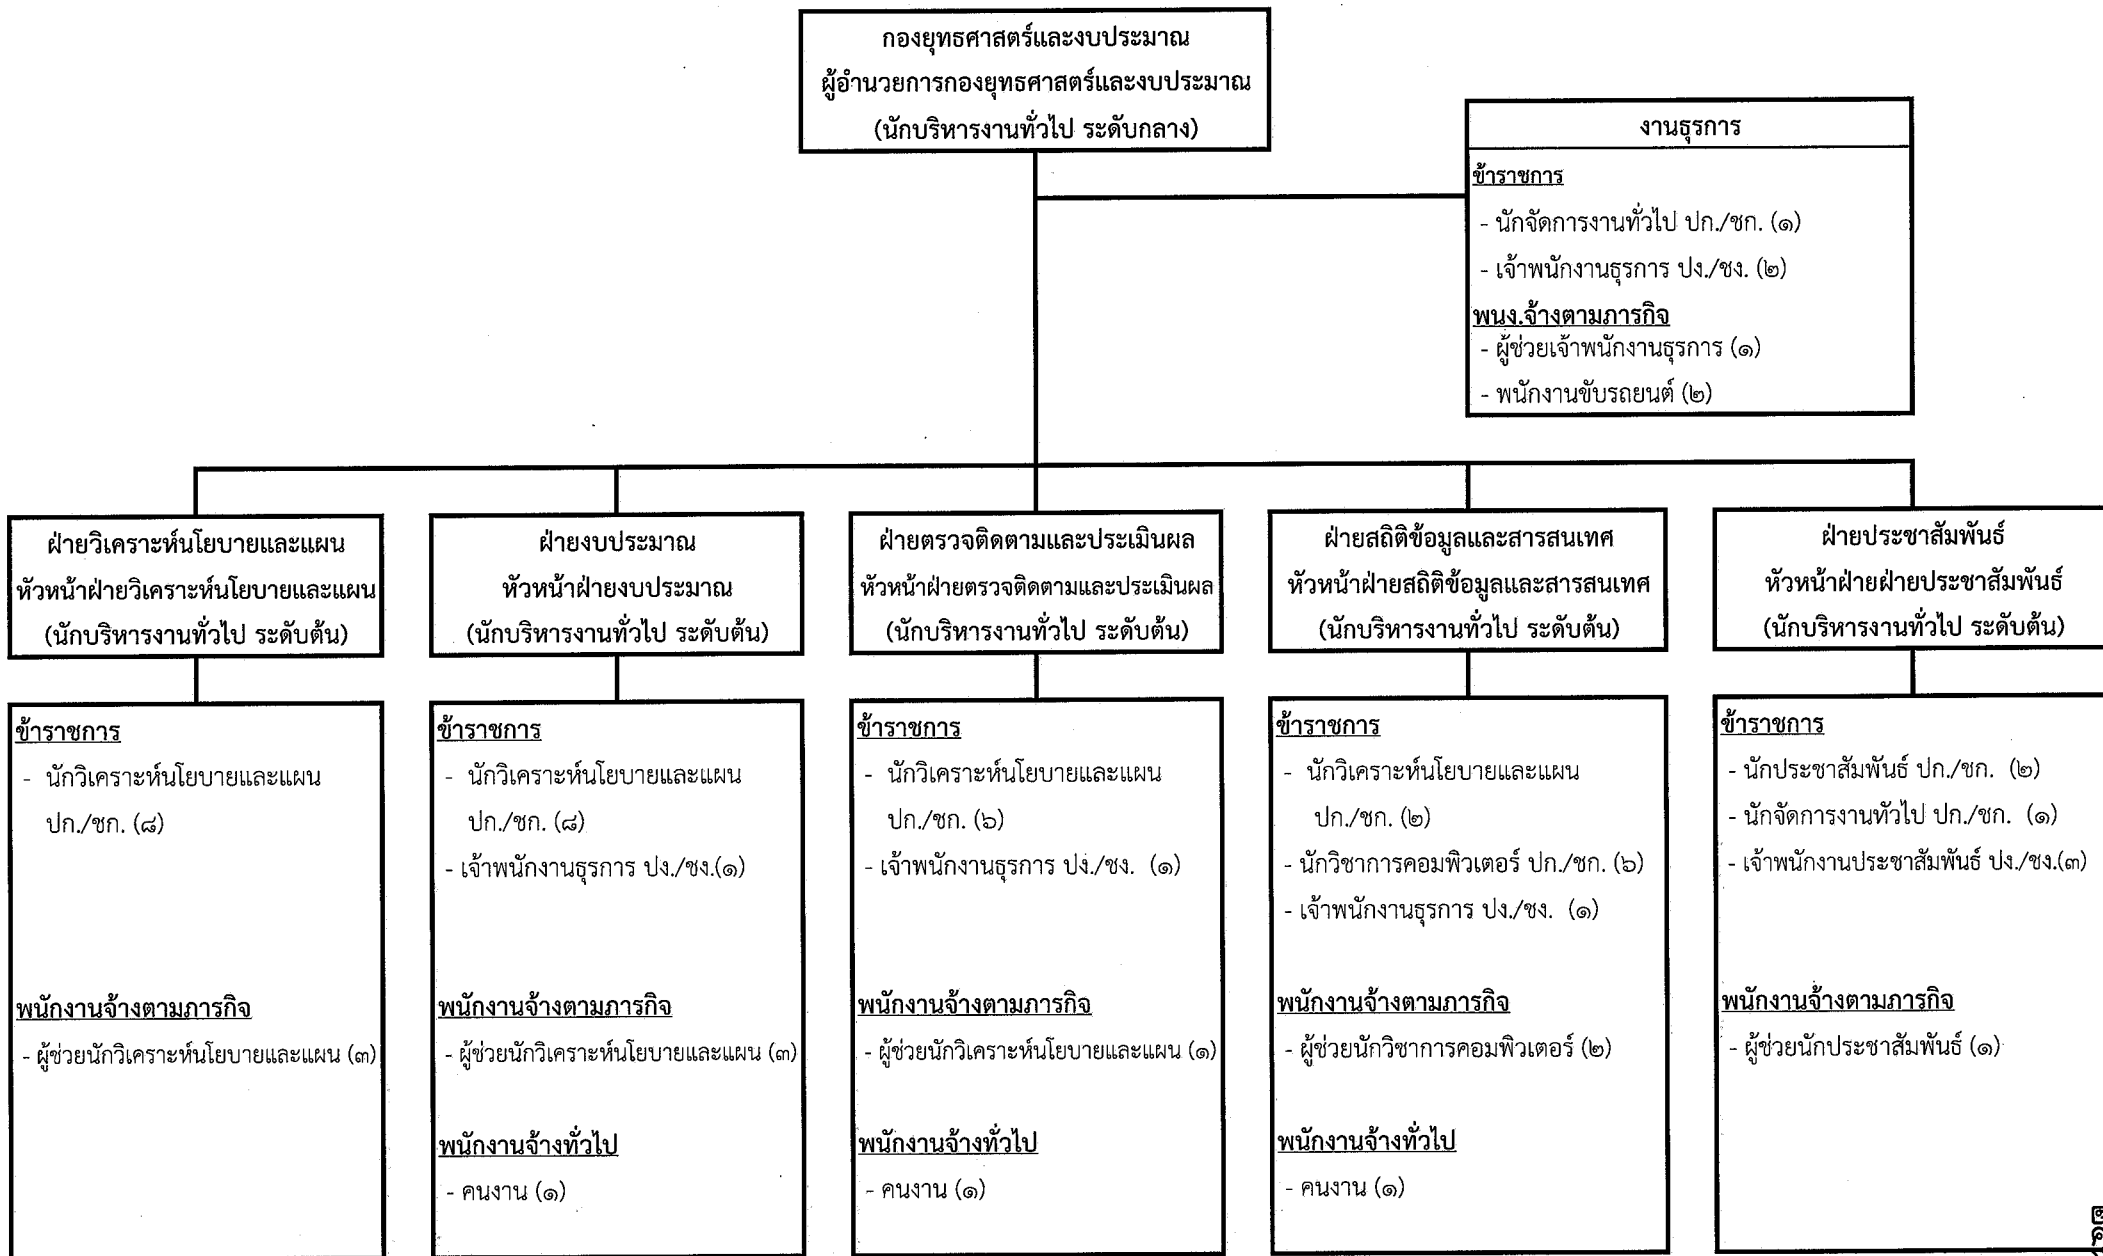 กองยุทธศาสตร์และงบประมาณ
ผู้อำนวยการกองยุทธศาสตร์และงบประมาณ
(นักบริหารงานทั่วไป ระดับกลาง)
งานธุรการ
ข้าราชการ
- นักจัดการงานทั่วไป ปก./ชก. (๑)
- เจ้าพนักงานธุรการ ปง./ชง. (๒)
พนง.จ้างตามภารกิจ
- ผู้ช่วยเจ้าพนักงานธุรการ (๑)
- พนักงานขับรถยนต์ (๒)
ฝ่ายวิเคราะห์นโยบายและแผน
หัวหน้าฝ่ายวิเคราะห์นโยบายและแผน
(นักบริหารงานทั่วไป ระดับต้น)
ข้าราชการ
- นักวิเคราะห์นโยบายและแผน
ปก./ชก. (๘)
พนักงานจ้างตามภารกิจ
- ผู้ช่วยนักวิเคราะห์นโยบายและแผน (๓)
ฝ่ายงบประมาณ
หัวหน้าฝ่ายงบประมาณ
(นักบริหารงานทั่วไป ระดับต้น)
ข้าราชการ
- นักวิเคราะห์นโยบายและแผน
ปก./ชก. (๘)
- เจ้าพนักงานธุรการ ปง./ชง.(๑)
พนักงานจ้างตามภารกิจ
- ผู้ช่วยนักวิเคราะห์นโยบายและแผน (๓)
พนักงานจ้างทั่วไป
- คนงาน (๑)
ฝ่ายตรวจติดตามและประเมินผล
หัวหน้าฝ่ายตรวจติดตามและประเมินผล
(นักบริหารงานทั่วไป ระดับต้น)
ข้าราชการ
- นักวิเคราะห์นโยบายและแผน
ปก./ชก. (๖)
- เจ้าพนักงานธุรการ ปง./ชง. (๑)
พนักงานจ้างตามภารกิจ
- ผู้ช่วยนักวิเคราะห์นโยบายและแผน (๑)
พนักงานจ้างทั่วไป
- คนงาน (๑)
ฝ่ายสถิติข้อมูลและสารสนเทศ
หัวหน้าฝ่ายสถิติข้อมูลและสารสนเทศ
(นักบริหารงานทั่วไป ระดับต้น)
ข้าราชการ
- นักวิเคราะห์นโยบายและแผน
ปก./ชก. (๒)
- นักวิชาการคอมพิวเตอร์ ปก./ชก. (๖)
- เจ้าพนักงานธุรการ ปง./ชง. (๑)
พนักงานจ้างตามภารกิจ
- ผู้ช่วยนักวิชาการคอมพิวเตอร์ (๒)
พนักงานจ้างทั่วไป
- คนงาน (๑)
ฝ่ายประชาสัมพันธ์
หัวหน้าฝ่ายฝ่ายประชาสัมพันธ์
(นักบริหารงานทั่วไป ระดับต้น)
ข้าราชการ
- นักประชาสัมพันธ์ ปก./ชก. (๒)
- นักจัดการงานทั่วไป ปก./ชก. (๑)
- เจ้าพนักงานประชาสัมพันธ์ ปง./ชง.(๓)
พนักงานจ้างตามภารกิจ
- ผู้ช่วยนักประชาสัมพันธ์ (๑)